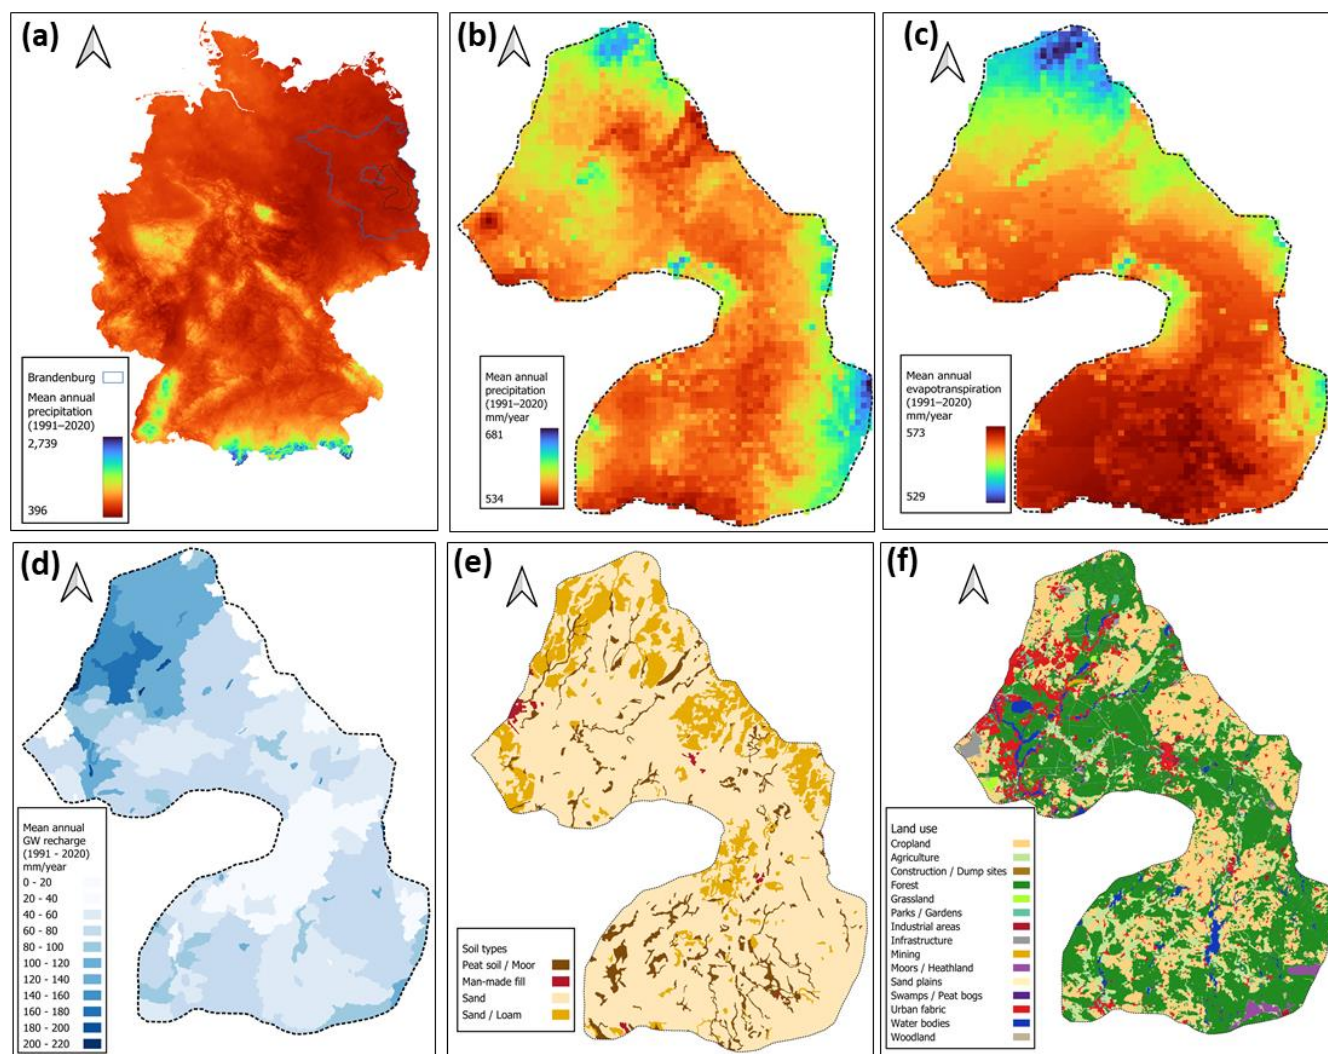 (a)
Brandenburg
Mean annual
precipitation
(1991–2020)
mm/year
2,739
396
(b)
Mean annual
precipitation
(1991–2020)
mm/year
681
534
(c)
Mean annual
evapotranspiration
(1991–2020)
mm/year
573
529
(d)
Mean annual
GW recharge
(1991 - 2020)
mm/year
0 - 20
20 - 40
40 - 60
60 - 80
80 - 100
100 - 120
120 - 140
140 - 160
160 - 180
180 - 200
200 - 220
(e)
Soil types
Peat soil / Moor
Man-made fill
Sand
Sand / Loam
(f)
Land use
Cropland
Agriculture
Construction / Dump sites
Forest
Grassland
Parks / Gardens
Industrial areas
Infrastructure
Mining
Moors / Heathland
Sand plains
Swamps / Peat bogs
Urban fabric
Water bodies
Woodland